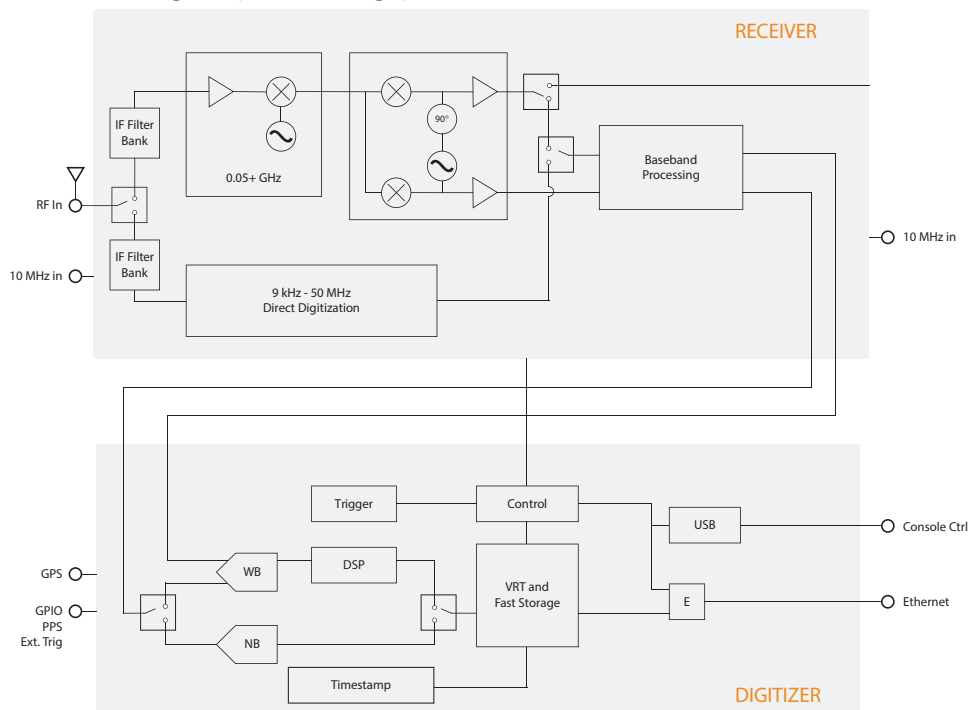 RECEIVER
IF Filter
Bank
0.05+ GHz
90°
Baseband
Processing
RF In
10 MHz in
IF Filter
Bank
9 kHz - 50 MHz
Direct Digitization
10 MHz in
Trigger
Control
USB
Console Ctrl
GPS
WB
DSP
VRT and
Fast Storage
E
Ethernet
GPIO
PPS
Ext. Trig
NB
Timestamp
DIGITIZER